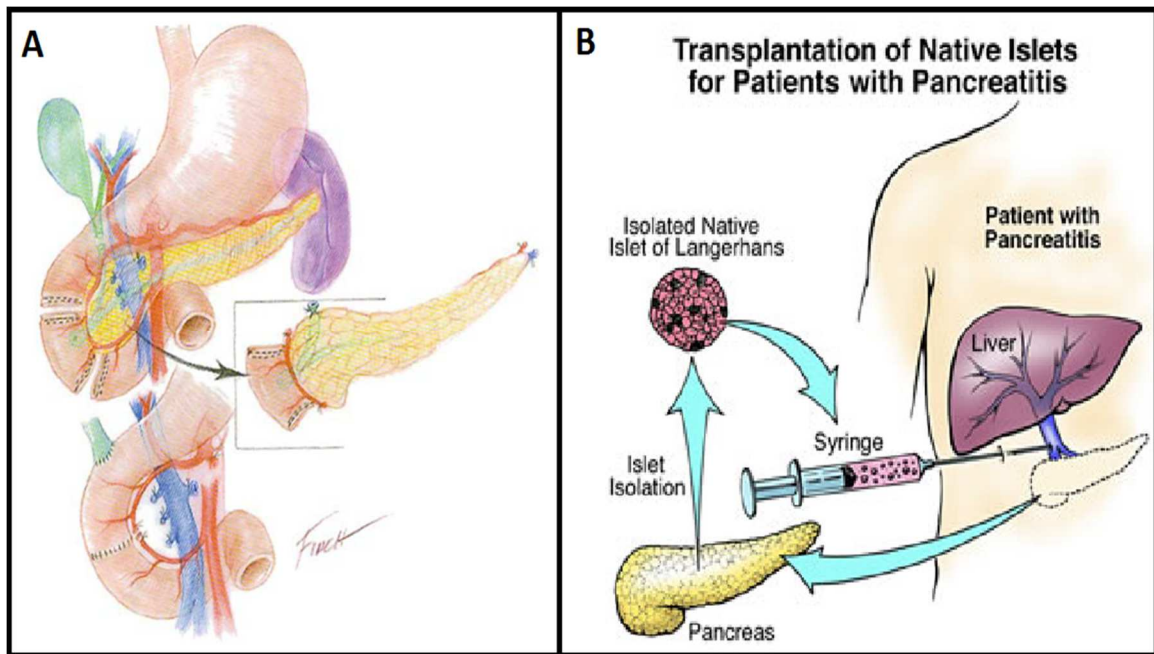 A
Finch
B
Transplantation of Native Islets
for Patients with Pancreatitis
Isolated Native
Islet of Langerhans
Patient with
Pancreatitis
Liver
Syringe
Islet
Isolation
Pancreas